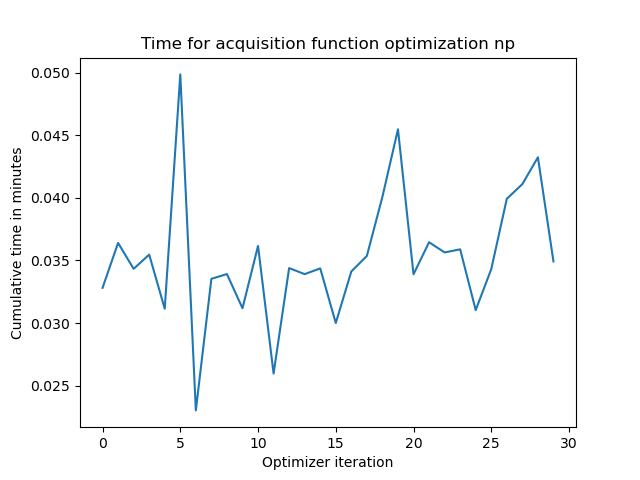 Time for acquisition function optimization np
Cumulative time in minutes
0.050
0.045
0.040
0.035
0.030
0.025
0 5 10 15 20 25 30
Optimizer iteration